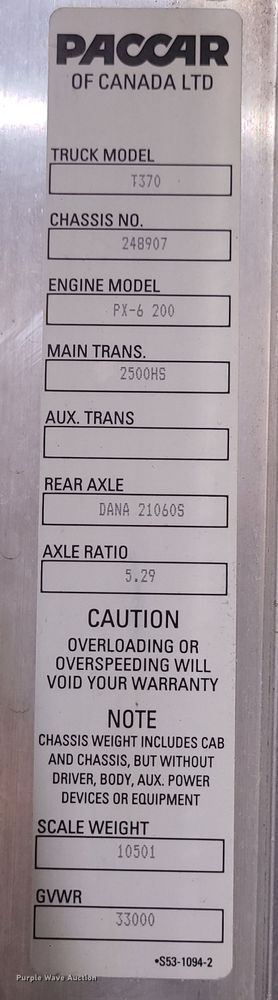 PACCAR
OF CANADA LTD
TRUCK MODEL
T370
CHASSIS NO.
248907
ENGINE MODEL
PX-6 200
MAIN TRANS.
2500HS
AUX. TRANS
REAR AXLE
DANA 21060S
AXLE RATIO
5.29
CAUTION
OVERLOADING OR
OVERSPEEDING WILL
VOID YOUR WARRANTY
NOTE
CHASSIS WEIGHT INCLUDES CAB
AND CHASSIS, BUT WITHOUT
DRIVER, BODY, AUX. POWER
DEVICES OR EQUIPMENT
SCALE WEIGHT
10501
GVWR
33000
•S53-1094-2
Purple Wave Auction